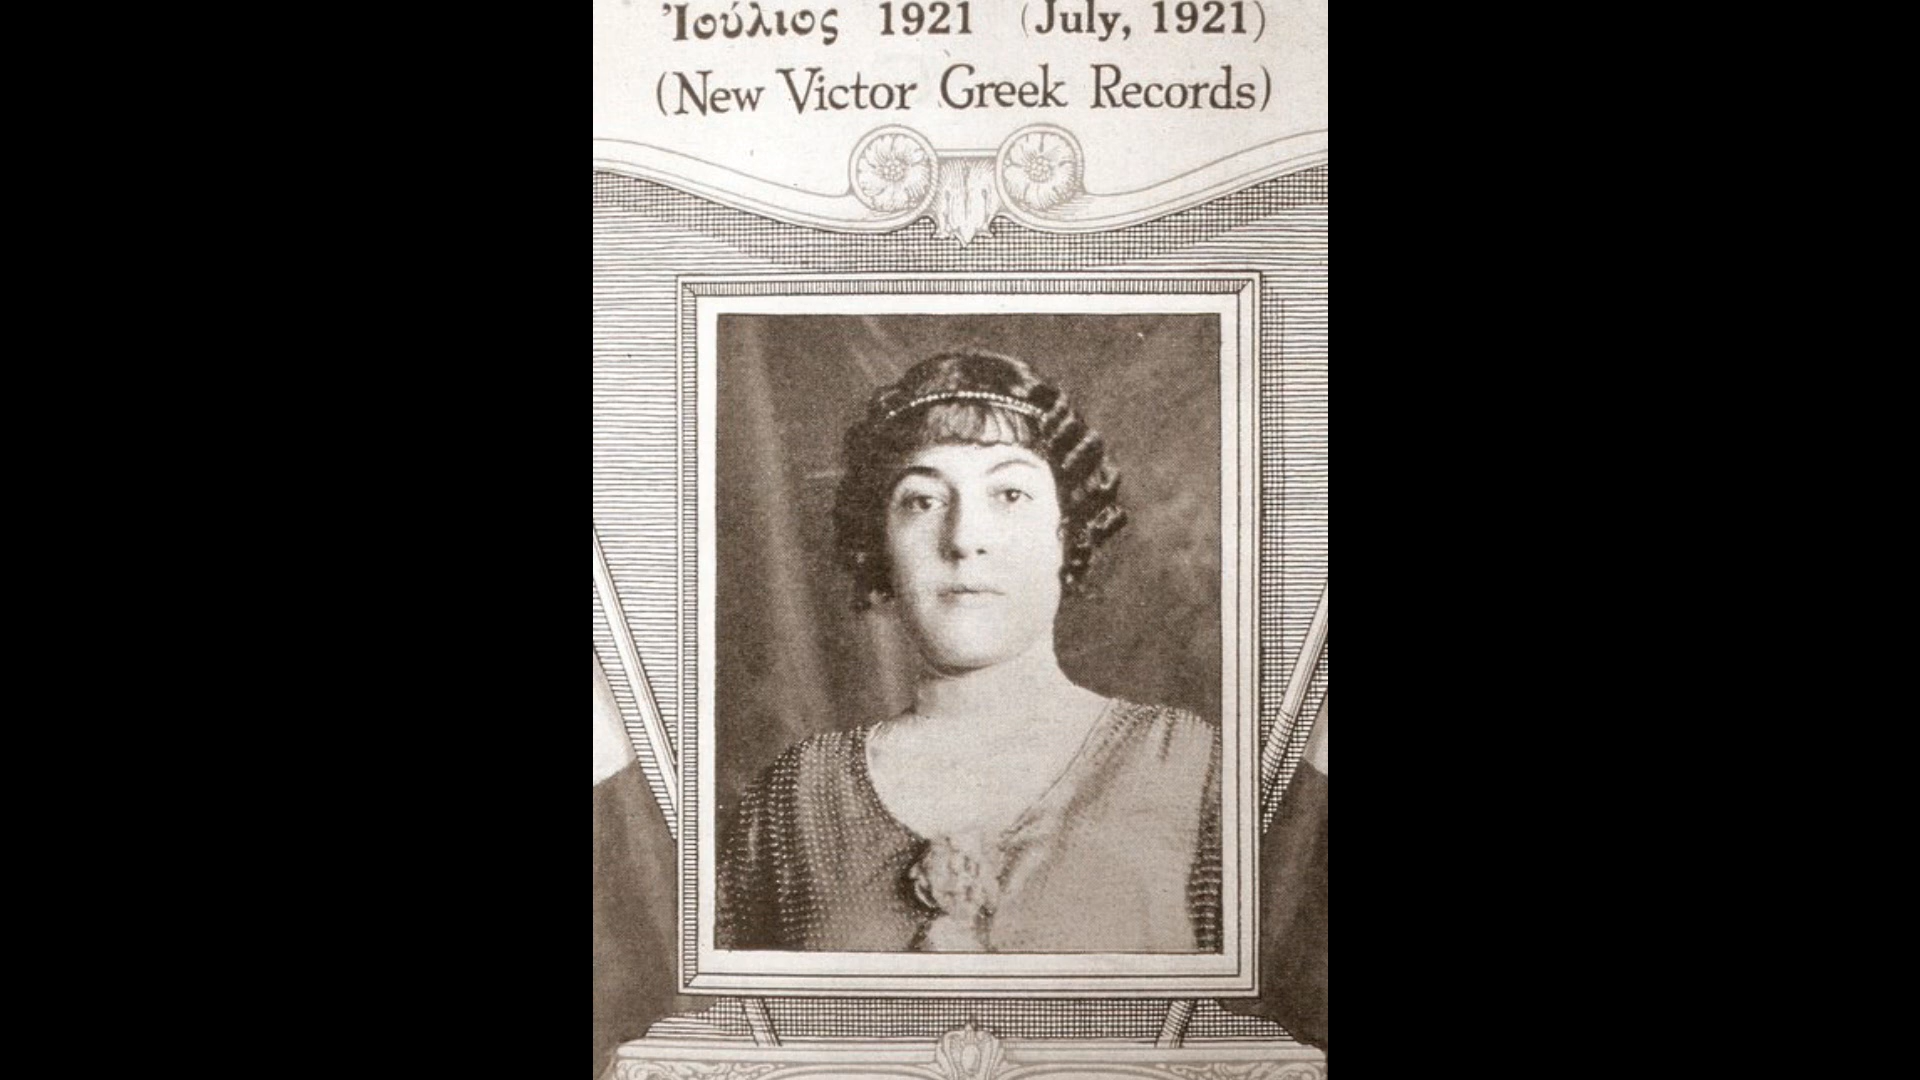 Ἰούλιος 1921 (July, 1921)
(New Victor Greek Records)